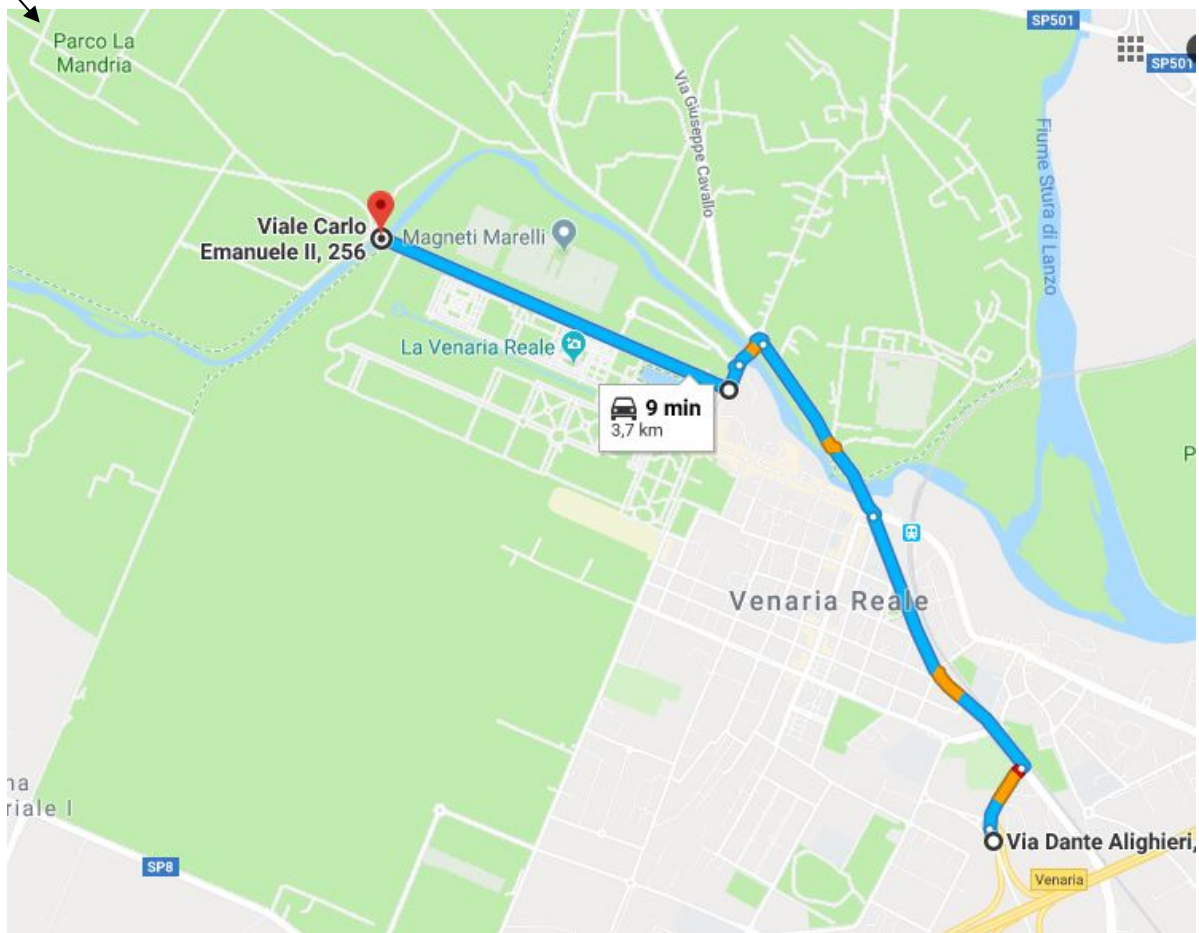 SP501
Parco La
Mandria
SP501
Via Giuseppe Cavallo
Fiume Stura di Lanzo
Viale Carlo
Emanuele II, 256
Magneti Marelli
La Venaria Reale
9 min
3,7 km
P
Venaria Reale
na
riale I
Via Dante Alighieri,
SP8
Venaria